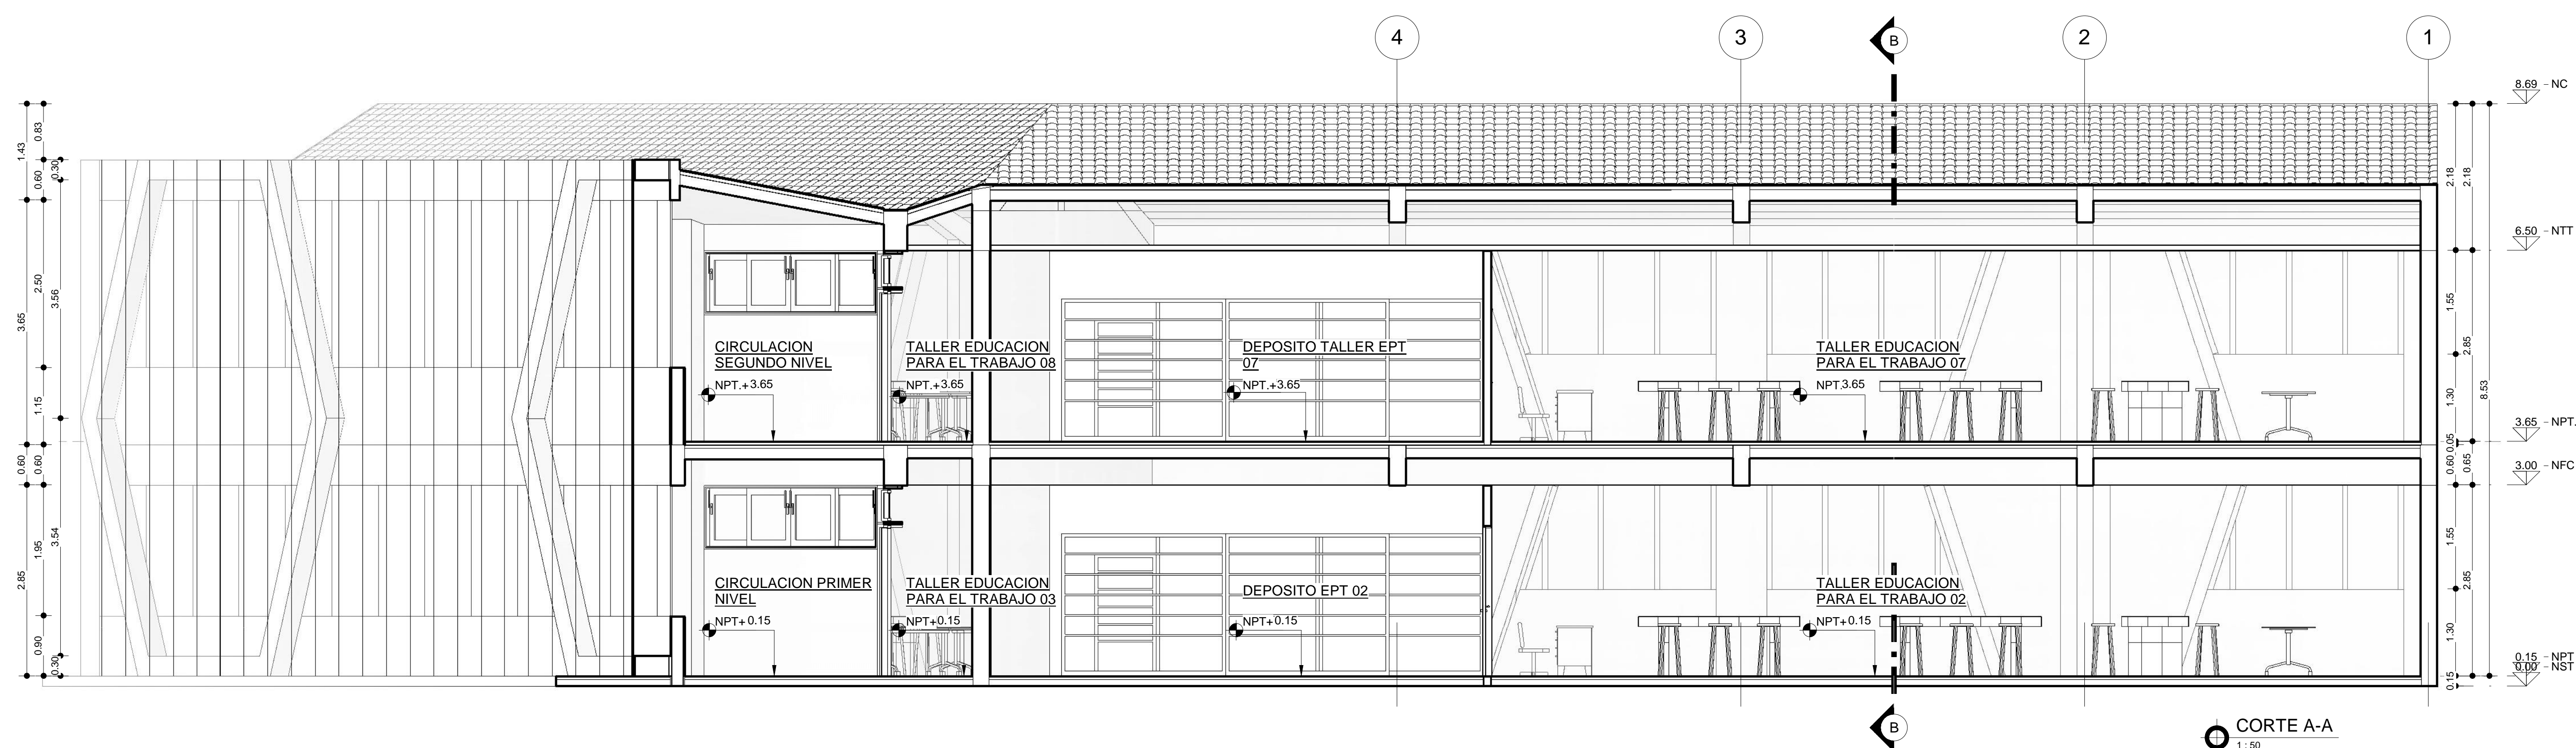 4
3
B
2
1
8.69 - NC
6.50 - NTT
3.65 - NPT.
3.00 - NFC
0.15 - NPT
0.00 - NST
1.43
3.65
0.60
2.85
0.83
0.60
2.50
1.15
0.60
1.95
0.90
0.30
3.56
3.54
0.30
CIRCULACION
SEGUNDO NIVEL
NPT.+3.65
TALLER EDUCACION
PARA EL TRABAJO 08
NPT.+3.65
DEPOSITO TALLER EPT
07
NPT.+3.65
TALLER EDUCACION
PARA EL TRABAJO 07
NPT.3.65
CIRCULACION PRIMER
NIVEL
NPT+0.15
TALLER EDUCACION
PARA EL TRABAJO 03
NPT+0.15
DEPOSITO EPT 02
NPT+0.15
TALLER EDUCACION
PARA EL TRABAJO 02
NPT+0.15
2.18
1.55
1.30
0.05
0.60
1.55
1.30
0.15
2.18
2.85
0.65
2.85
8.53
B
CORTE A-A
1 : 50